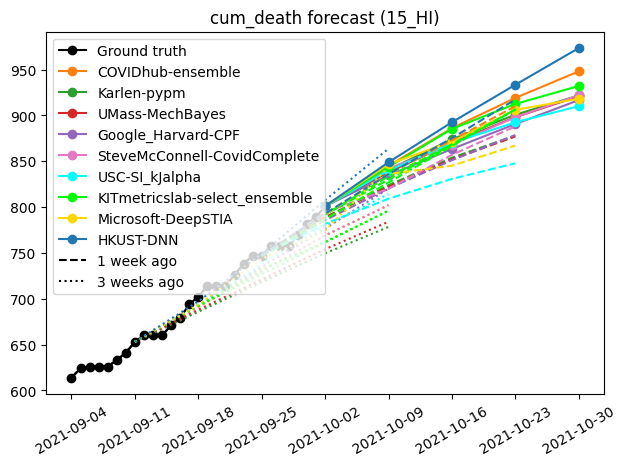 cum_death forecast (15_HI)
950
900
850
800
750
700
650
600
Ground truth
COVIDhub-ensemble
Karlen-pypm
UMass-MechBayes
Google_Harvard-CPF
SteveMcConnell-CovidComplete
USC-SI_kJalpha
KITmetricslab-select_ensemble
Microsoft-DeepSTIA
HKUST-DNN
1 week ago
3 weeks ago
2021-09-04
2021-09-11
2021-09-18
2021-09-25
2021-10-02
2021-10-09
2021-10-16
2021-10-23
2021-10-30